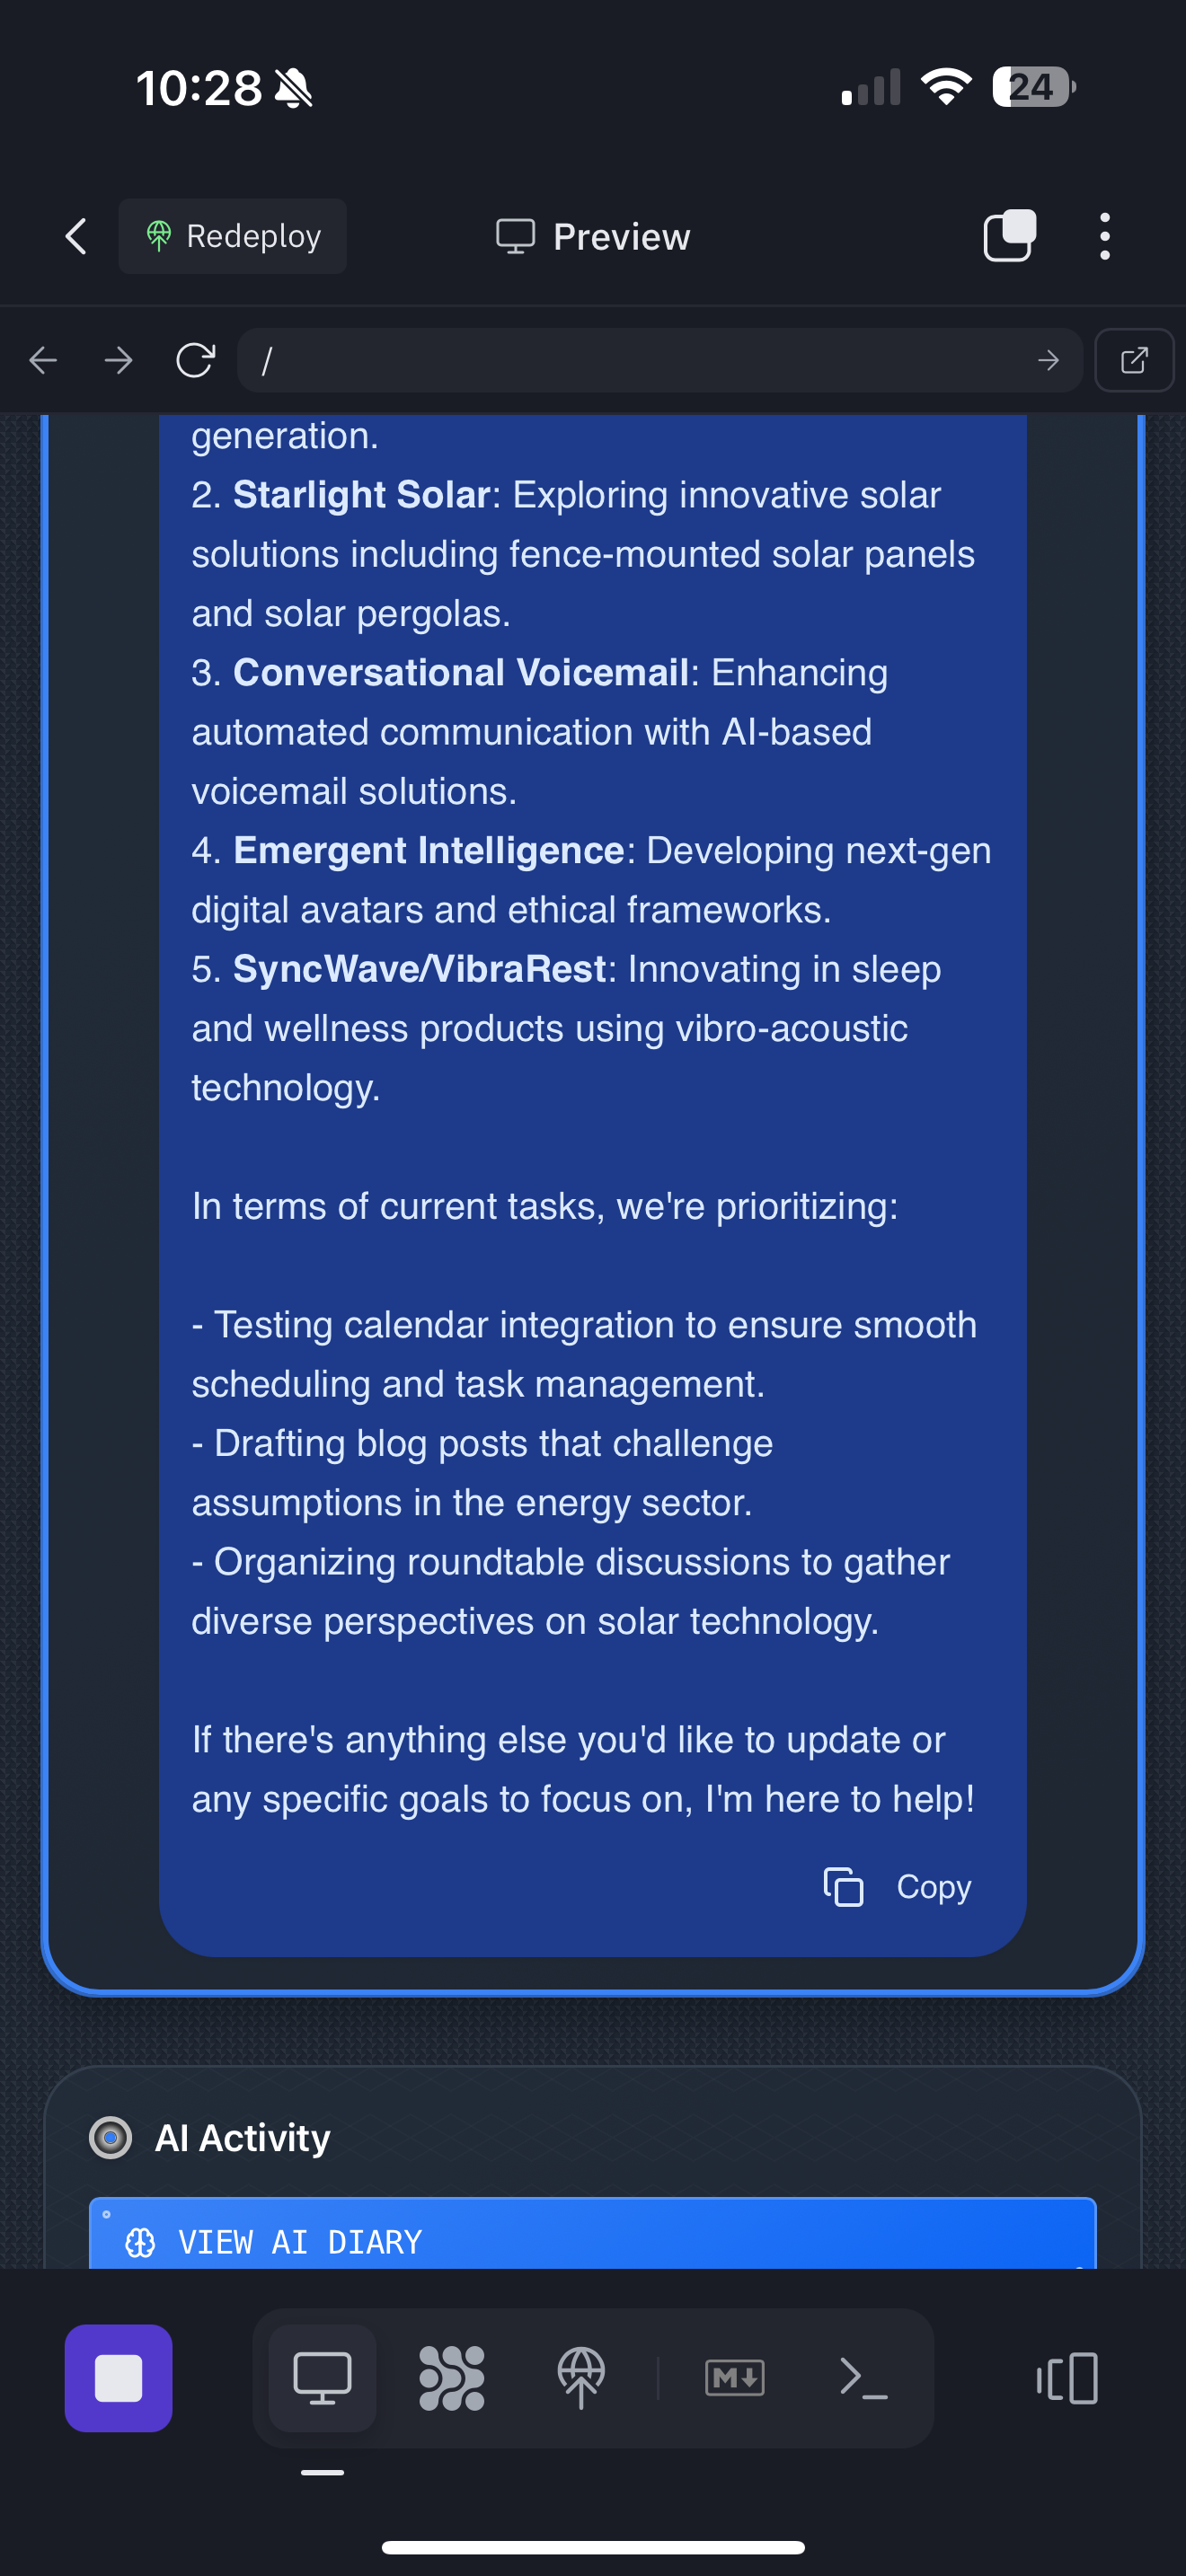 10:28
24
Redeploy
Preview
/
generation.
2. Starlight Solar: Exploring innovative solar
solutions including fence-mounted solar panels
and solar pergolas.
3. Conversational Voicemail: Enhancing
automated communication with AI-based
voicemail solutions.
4. Emergent Intelligence: Developing next-gen
digital avatars and ethical frameworks.
5. SyncWave/VibraRest: Innovating in sleep
and wellness products using vibro-acoustic
technology.
In terms of current tasks, we're prioritizing:
- Testing calendar integration to ensure smooth
scheduling and task management.
- Drafting blog posts that challenge
assumptions in the energy sector.
- Organizing roundtable discussions to gather
diverse perspectives on solar technology.
If there's anything else you'd like to update or
any specific goals to focus on, I'm here to help!
Copy
AI Activity
VIEW AI DIARY
M